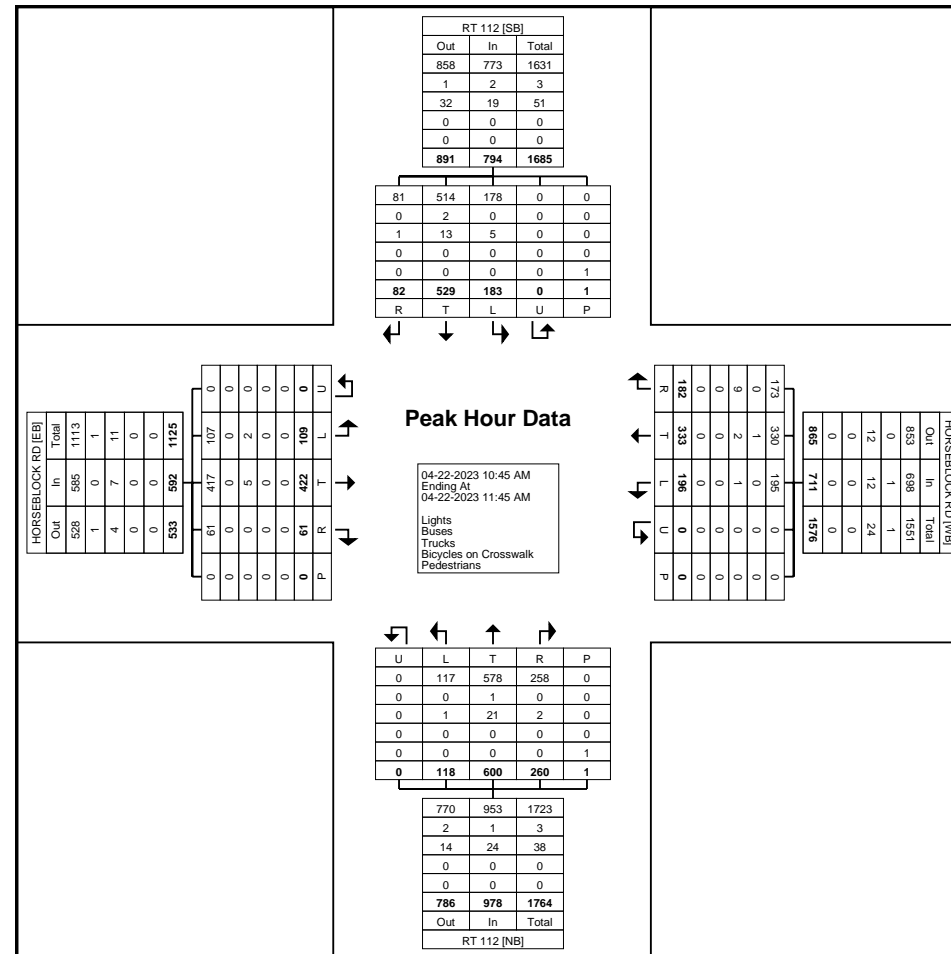 RT 112 [SB]
Out In Total
858 773 1631
1 2 3
32 19 51
0 0 0
0 0 0
891 794 1685
81 514 178 0 0
0 2 0 0 0
1 13 5 0 0
0 0 0 0 0
0 0 0 0 1
82 529 183 0 1
R T L U P
HORSEBLOCK RD [EB]
Total 1113 1 11 0 0 1125
In 585 0 7 0 0 592
Out 528 1 4 0 0 533
0 0 0 0 0 0 U
107 0 2 0 0 109 L
417 0 5 0 0 422 T
61 0 0 0 0 61 R
0 0 0 0 0 0 P
Peak Hour Data
04-22-2023 10:45 AM
Ending At
04-22-2023 11:45 AM
Lights
Buses
Trucks
Bicycles on Crosswalk
Pedestrians
R 182 0 0 9 0 173
T 333 0 0 2 1 330
L 196 0 0 1 0 195
U 0 0 0 0 0 0
P 0 0 0 0 0 0
865 0 0 12 0 853 Out
711 0 0 12 1 698 In
1576 0 0 24 1 1551 Total
HORSEBLOCK RD [WB]
U L T R P
0 117 578 258 0
0 0 1 0 0
0 1 21 2 0
0 0 0 0 0
0 0 0 0 1
0 118 600 260 1
770 953 1723
2 1 3
14 24 38
0 0 0
0 0 0
786 978 1764
Out In Total
RT 112 [NB]